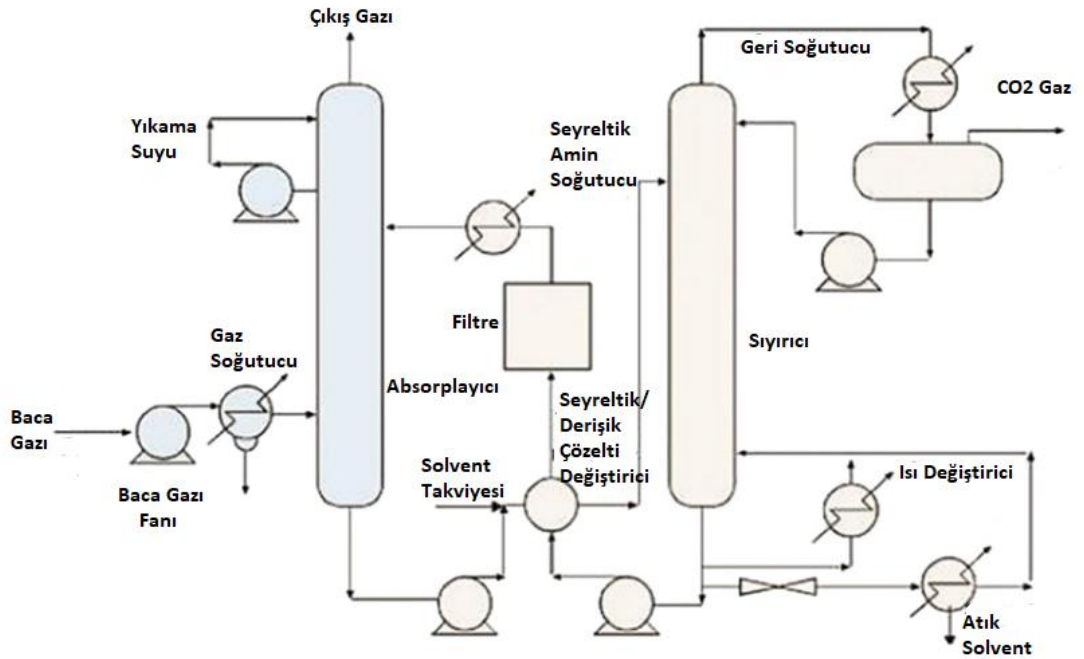 Çıkış Gazı
Geri Soğutucu
CO2 Gaz
Yıkama
Suyu
Seyreltik
Amin
Soğutucu
Filtre
Sıyırıcı
Gaz
Soğutucu
Absorplayıcı
Seyreltik/
Derişik
Çözelti
Değiştirici
Baca
Gazı
Solvent
Takviyesi
Isı Değiştirici
Baca Gazı
Fanı
Atık
Solvent